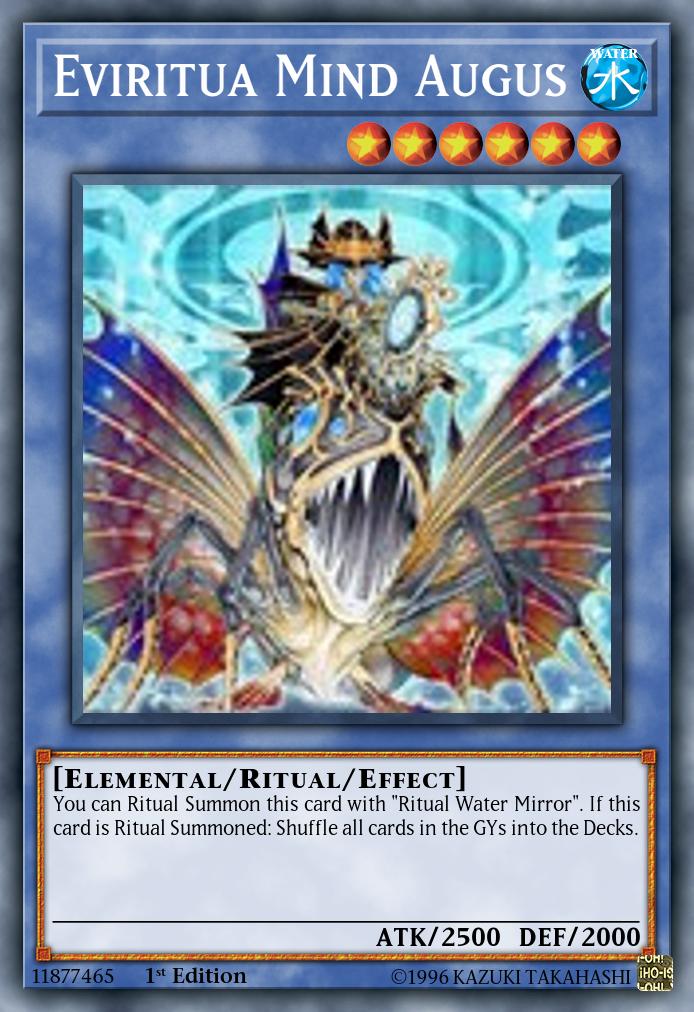 Eviritua Mind Augus
WATER
水
[Elemental/Ritual/Effect]
You can Ritual Summon this card with "Ritual Water Mirror". If this
card is Ritual Summoned: Shuffle all cards in the GYs into the Decks.
ATK/2500 DEF/2000
11877465 1st Edition ©1996 KAZUKI TAKAHASHI